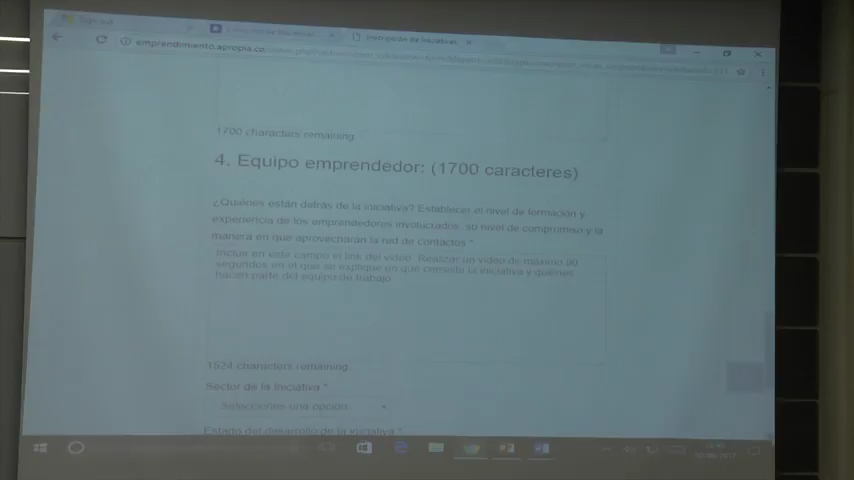 Inscripción de Iniciativas
emprendimiento.apropia.co
1700 characters remaining
4. Equipo emprendedor: (1700 caracteres)
¿Quiénes están detrás de la iniciativa? Establecer el nivel de formación y
experiencia de los emprendedores involucrados, su nivel de compromiso y la
manera en que aprovecharán la red de contactos *
Incluir en este campo el link del video. Realizar un video de máximo 90
segundos en el que se explique en qué consiste la iniciativa y quiénes
hacen parte del equipo de trabajo
1524 characters remaining
Sector de la Iniciativa *
Seleccione una opción
Estado del desarrollo de la iniciativa *